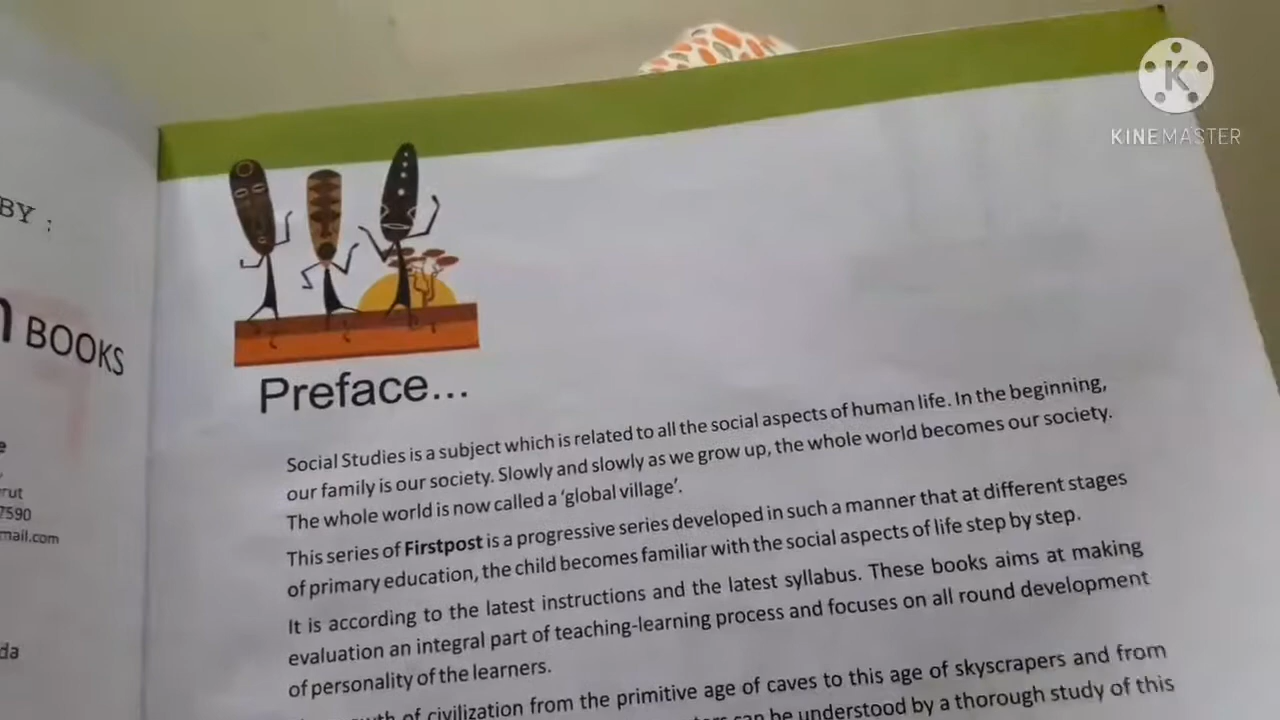 BY :
BOOKS
7590
mail.com
KINEMASTER
Preface...
Social Studies is a subject which is related to all the social aspects of human life. In the beginning,
our family is our society. Slowly and slowly as we grow up, the whole world becomes our society.
The whole world is now called a ‘global village’.
This series of Firstpost is a progressive series developed in such a manner that at different stages
of primary education, the child becomes familiar with the social aspects of life step by step.
It is according to the latest instructions and the latest syllabus. These books aims at making
evaluation an integral part of teaching-learning process and focuses on all round development
of personality of the learners.
of civilization from the primitive age of caves to this age of skyscrapers and from
can be understood by a thorough study of this